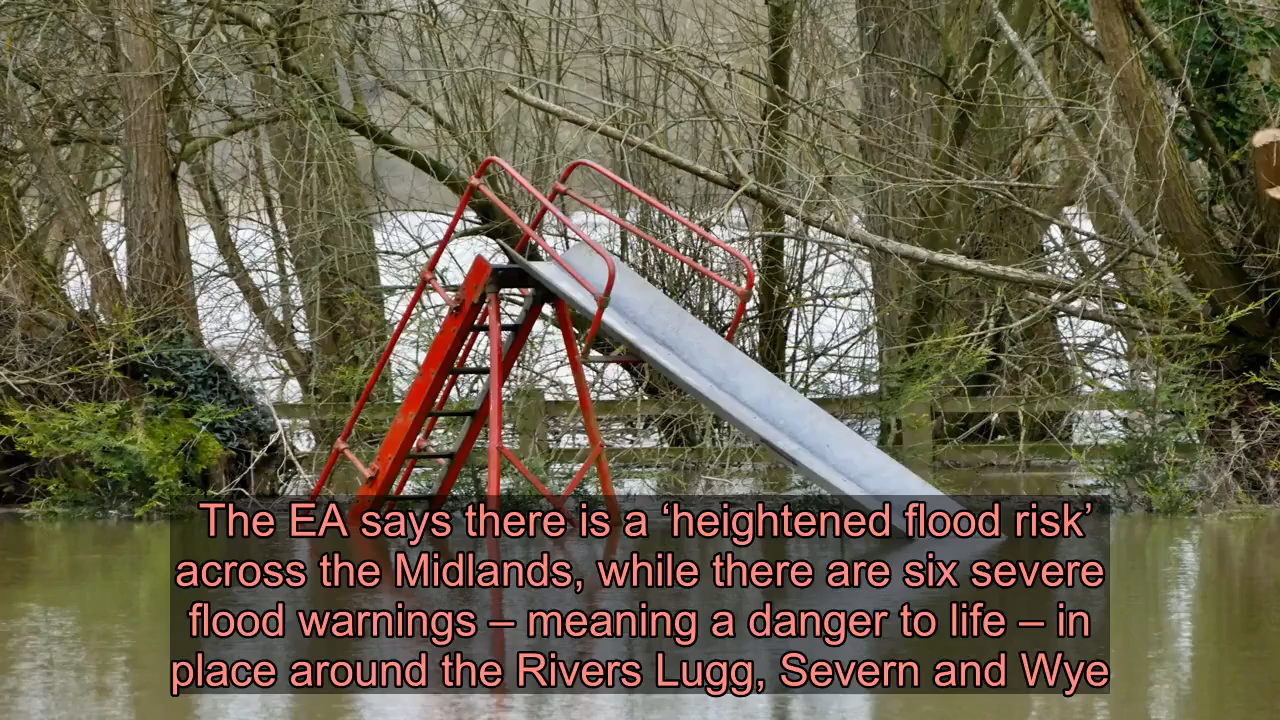 The EA says there is a ‘heightened flood risk’
across the Midlands, while there are six severe
flood warnings – meaning a danger to life – in
place around the Rivers Lugg, Severn and Wye